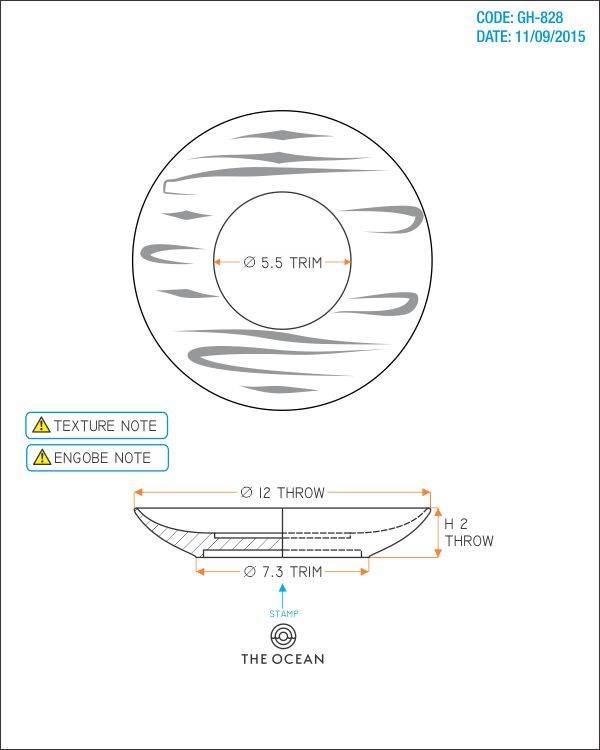 CODE: GH-828
DATE: 11/09/2015
Ø 5.5 TRIM
TEXTURE NOTE
ENGOBE NOTE
Ø 12 THROW
H 2
THROW
Ø 7.3 TRIM
STAMP
THE OCEAN